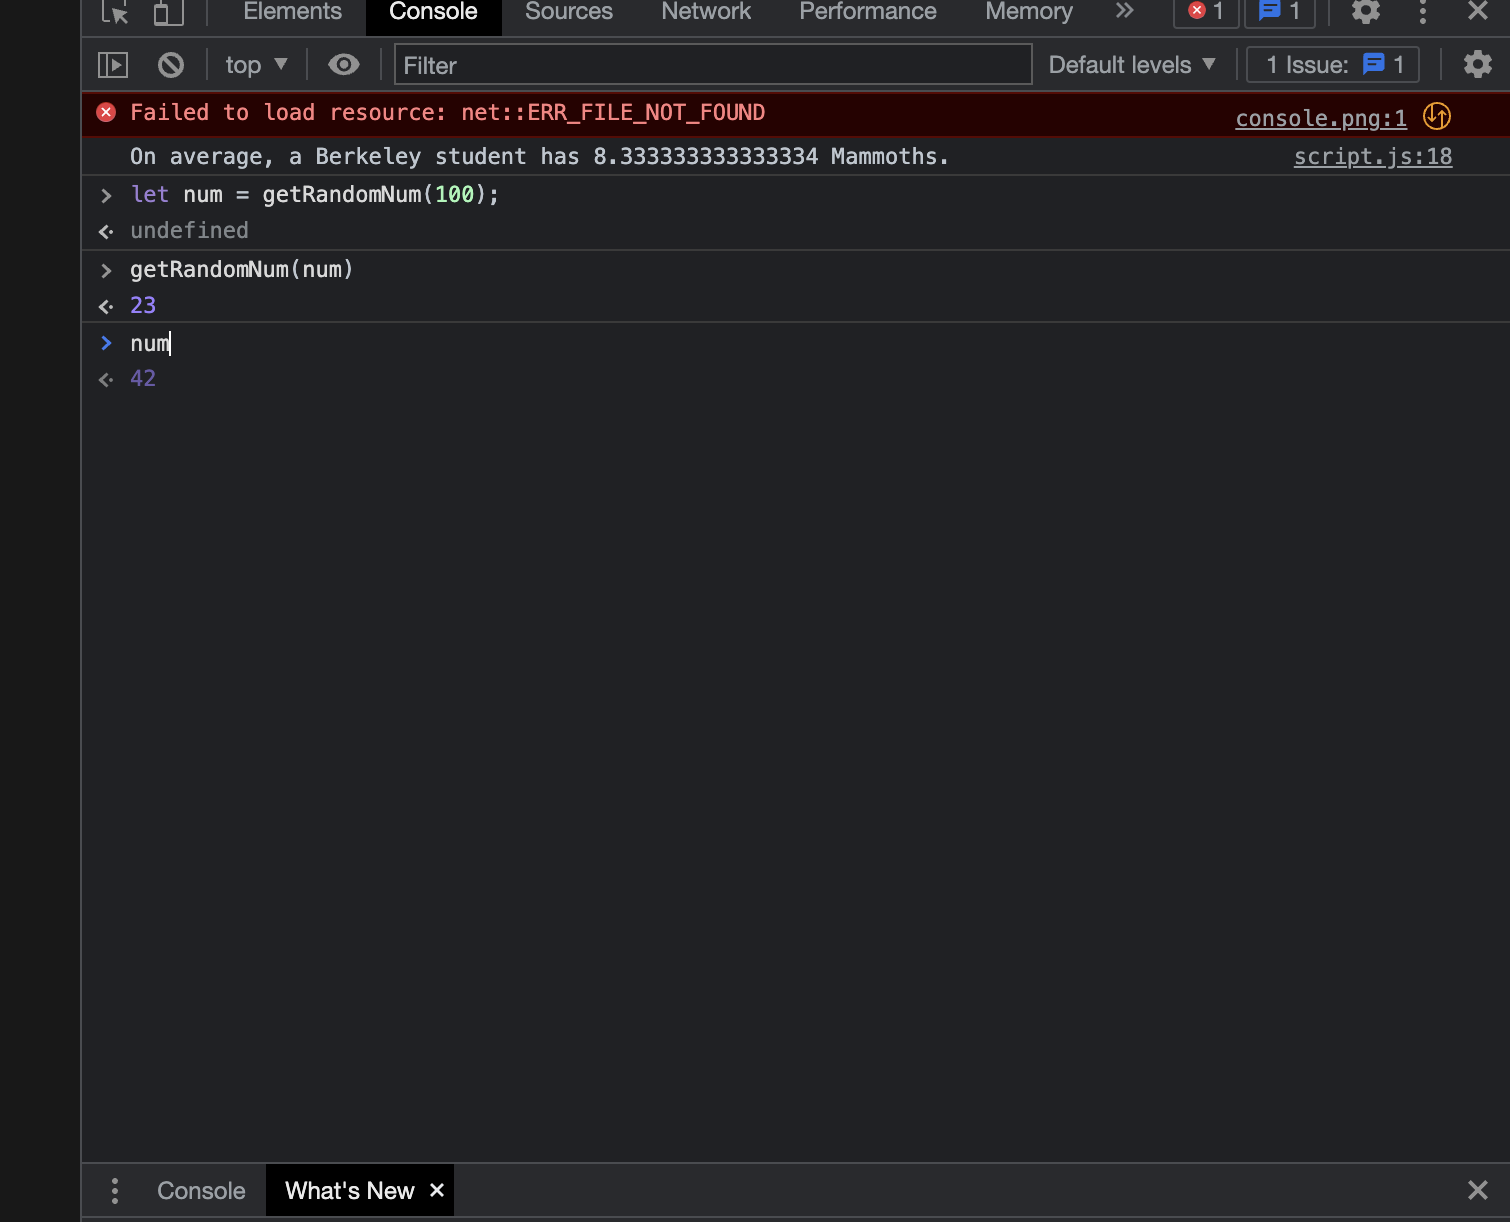 Elements Console Sources Network Performance Memory 1 1
top Filter Default levels 1 Issue: 1
Failed to load resource: net::ERR_FILE_NOT_FOUND console.png:1
On average, a Berkeley student has 8.333333333333334 Mammoths. script.js:18
> let num = getRandomNum(100);
undefined
> getRandomNum(num)
23
> num
42
Console What's New